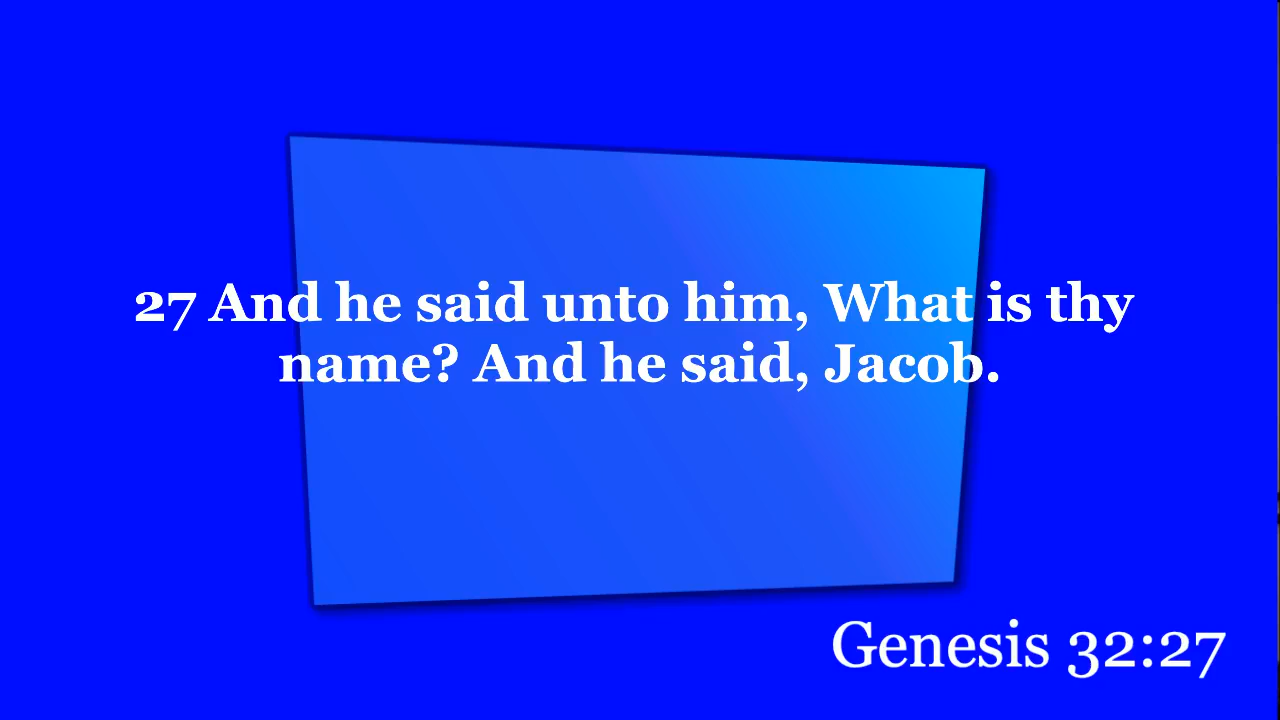 27 And he said unto him, What is thy
name? And he said, Jacob.
Genesis 32:27